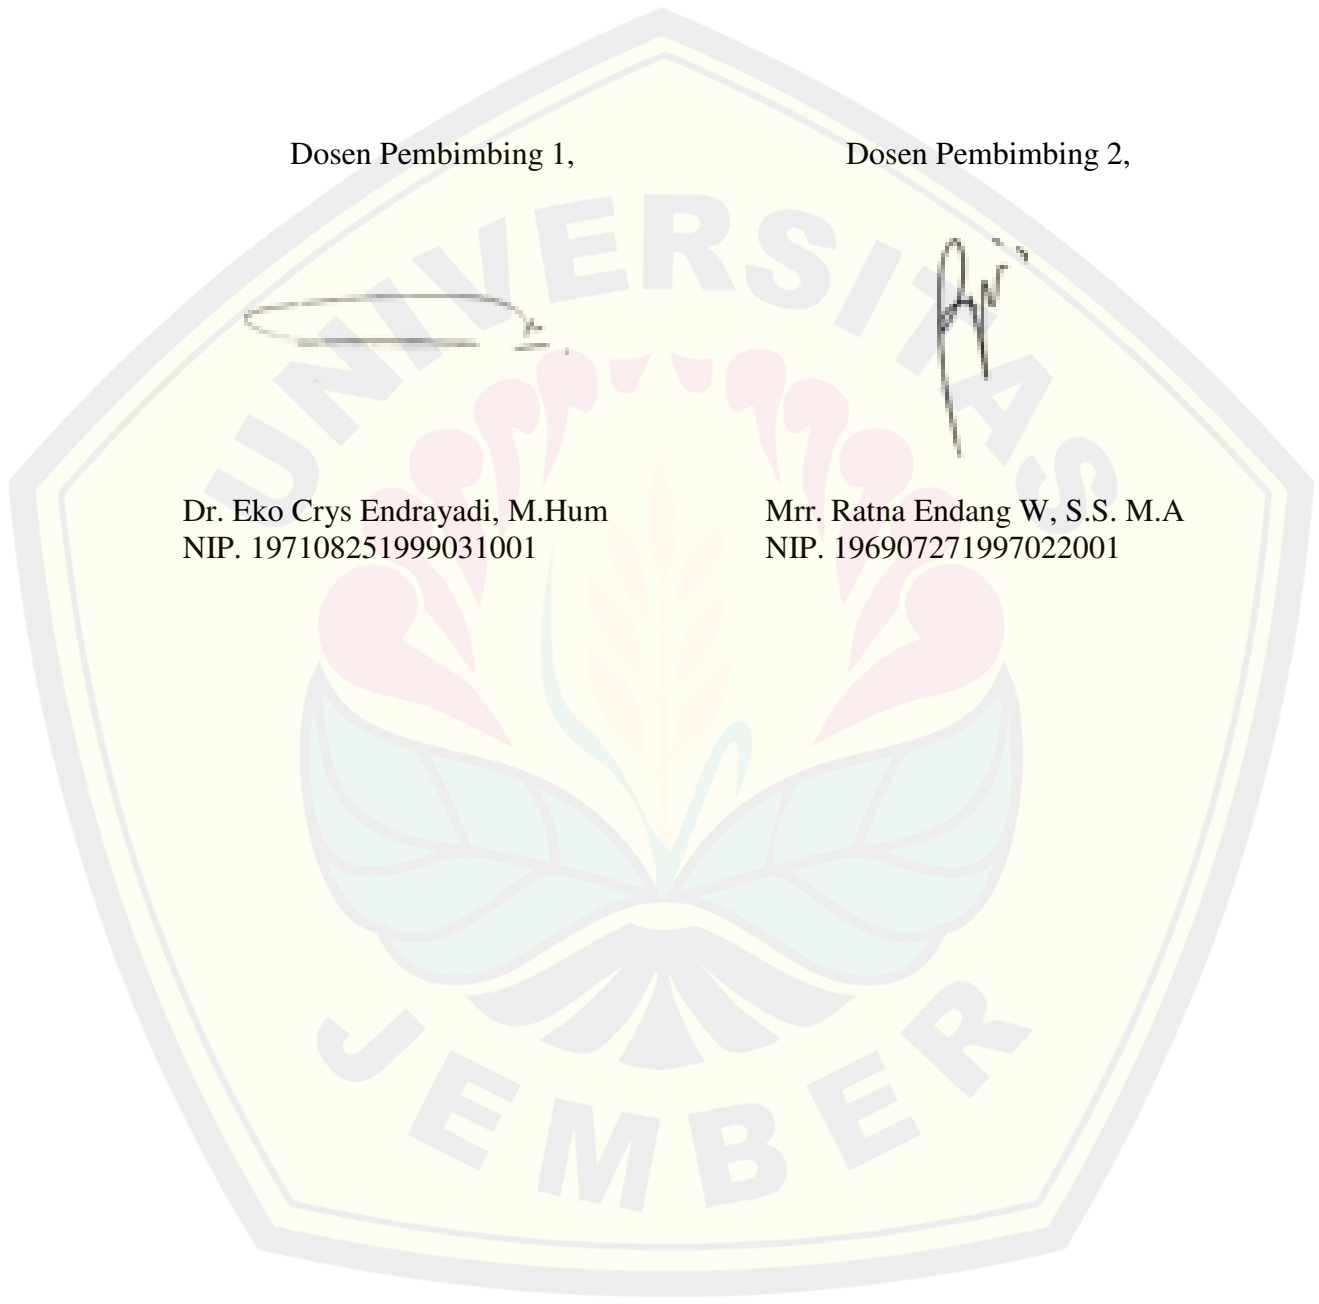 Dosen Pembimbing 1,
Dosen Pembimbing 2,
UNIVERSITAS
Dr. Eko Crys Endrayadi, M.Hum
NIP. 197108251999031001
Mrr. Ratna Endang W, S.S. M.A
NIP. 196907271997022001
JEMBER